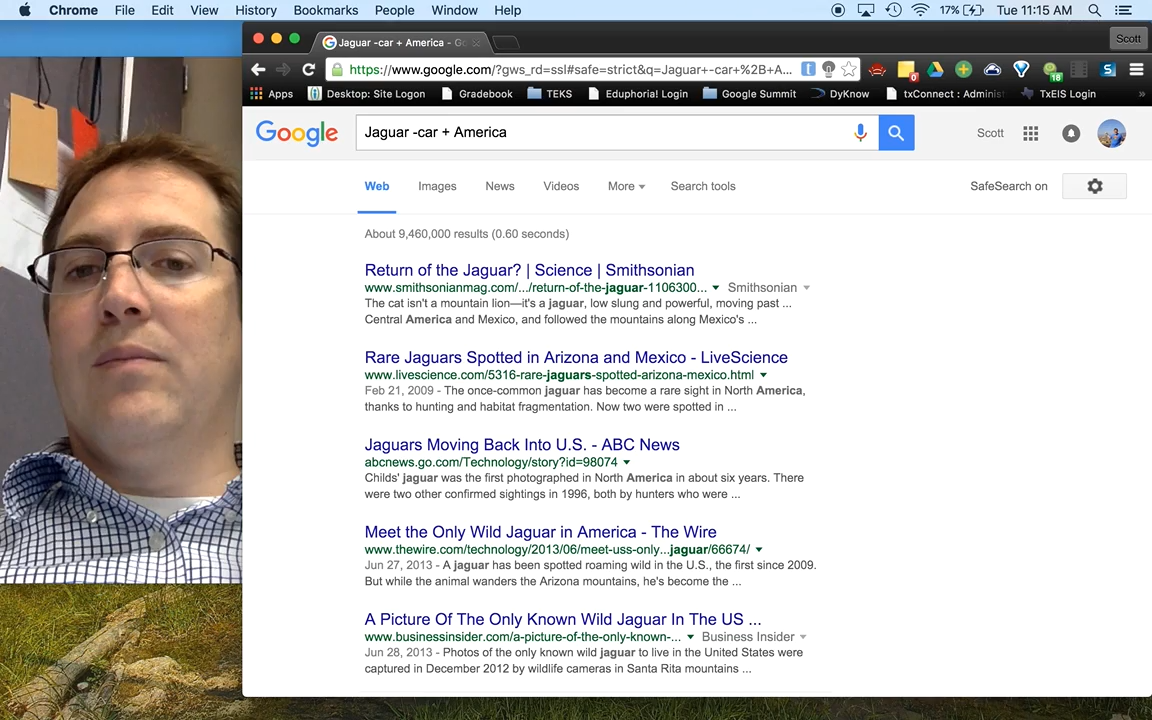 Chrome File Edit View History Bookmarks People Window Help 17% Tue 11:15 AM
Jaguar -car + America - Go Scott
https://www.google.com/?gws_rd=ssl#safe=strict&q=Jaguar+-car+%2B+A... 0 18
Apps Desktop: Site Logon Gradebook TEKS Eduphoria! Login Google Summit DyKnow txConnect : Adminis TxEIS Login »
Google Jaguar -car + America Scott
Web Images News Videos More Search tools SafeSearch on
About 9,460,000 results (0.60 seconds)
Return of the Jaguar? | Science | Smithsonian
www.smithsonianmag.com/.../return-of-the-jaguar-1106300... Smithsonian
The cat isn't a mountain lion—it's a jaguar, low slung and powerful, moving past ...
Central America and Mexico, and followed the mountains along Mexico's ...
Rare Jaguars Spotted in Arizona and Mexico - LiveScience
www.livescience.com/5316-rare-jaguars-spotted-arizona-mexico.html
Feb 21, 2009 - The once-common jaguar has become a rare sight in North America,
thanks to hunting and habitat fragmentation. Now two were spotted in ...
Jaguars Moving Back Into U.S. - ABC News
abcnews.go.com/Technology/story?id=98074
Childs' jaguar was the first photographed in North America in about six years. There
were two other confirmed sightings in 1996, both by hunters who were ...
Meet the Only Wild Jaguar in America - The Wire
www.thewire.com/technology/2013/06/meet-uss-only...jaguar/66674/
Jun 27, 2013 - A jaguar has been spotted roaming wild in the U.S., the first since 2009.
But while the animal wanders the Arizona mountains, he's become the ...
A Picture Of The Only Known Wild Jaguar In The US ...
www.businessinsider.com/a-picture-of-the-only-known-... Business Insider
Jun 28, 2013 - Photos of the only known wild jaguar to live in the United States were
captured in December 2012 by wildlife cameras in Santa Rita mountains ...